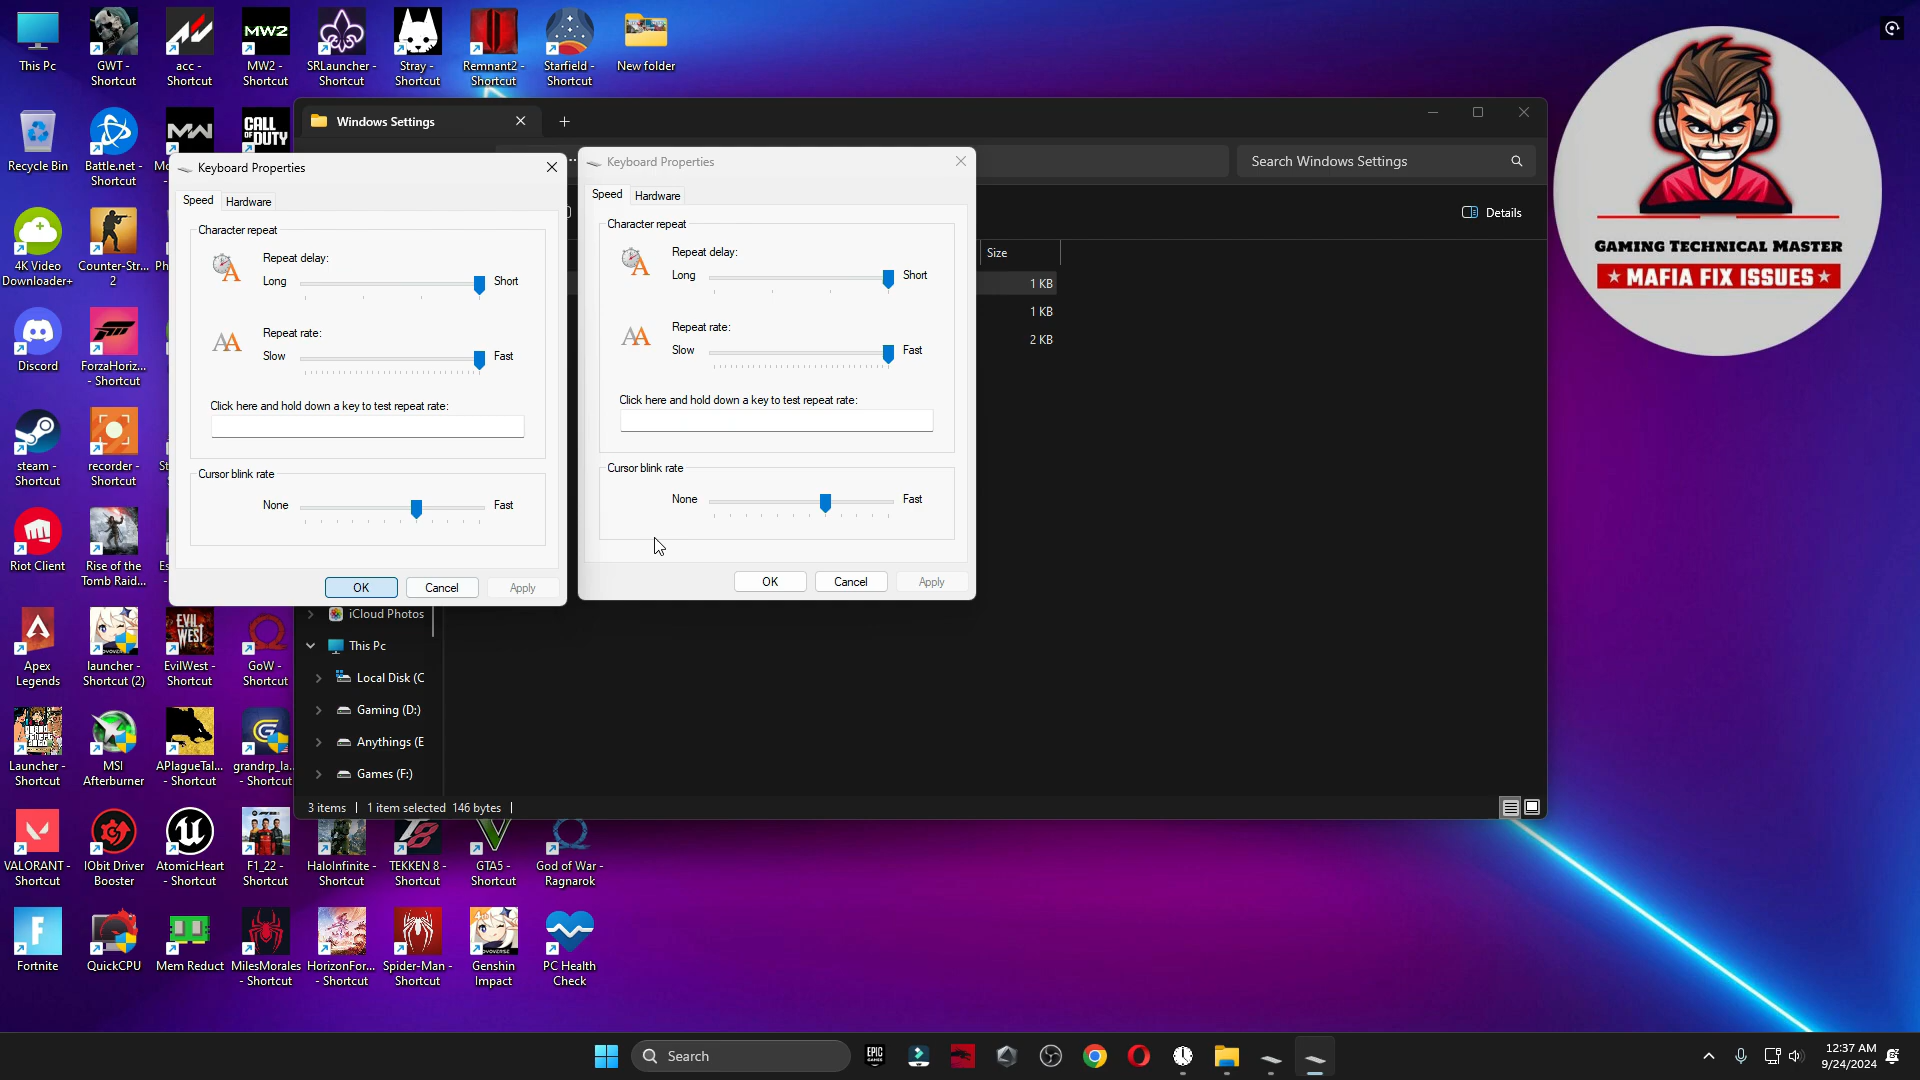 This Pc
GWT -
Shortcut
acc -
Shortcut
MW2
MW2 -
Shortcut
SRLauncher -
Shortcut
Stray -
Shortcut
Remnant2 -
Shortcut
Starfield -
Shortcut
New folder
Recycle Bin
Battle.net -
Shortcut
CALL OF
DUTY
Windows Settings
Search Windows Settings
Details
Size
1 KB
1 KB
2 KB
GAMING TECHNICAL MASTER
MAFIA FIX ISSUES
Keyboard Properties
Speed
Hardware
Character repeat
Repeat delay:
Long
Short
Repeat rate:
Slow
Fast
Click here and hold down a key to test repeat rate:
Cursor blink rate
None
Fast
OK
Cancel
Apply
Keyboard Properties
Speed
Hardware
Character repeat
Repeat delay:
Long
Short
Repeat rate:
Slow
Fast
Click here and hold down a key to test repeat rate:
Cursor blink rate
None
Fast
OK
Cancel
Apply
4K Video
Downloader+
Counter-Str...
2
Discord
ForzaHoriz...
- Shortcut
steam -
Shortcut
recorder -
Shortcut
Riot Client
Rise of the
Tomb Raid...
iCloud Photos
This Pc
Local Disk (C
Gaming (D:)
Anythings (E
Games (F:)
3 items
1 item selected 146 bytes
Apex
Legends
launcher -
Shortcut (2)
EVIL
WEST
EvilWest -
Shortcut
GoW -
Shortcut
Launcher -
Shortcut
MSI
Afterburner
APlagueTal...
- Shortcut
grandrp_la...
- Shortcut
VALORANT -
Shortcut
IObit Driver
Booster
AtomicHeart
- Shortcut
F1_22 -
Shortcut
HaloInfinite -
Shortcut
TEKKEN 8 -
Shortcut
GTA5 -
Shortcut
God of War -
Ragnarok
Fortnite
QuickCPU
Mem Reduct
MilesMorales
- Shortcut
HorizonFor...
- Shortcut
Spider-Man -
Shortcut
Genshin
Impact
PC Health
Check
Search
EPIC
GAMES
12:37 AM
9/24/2024